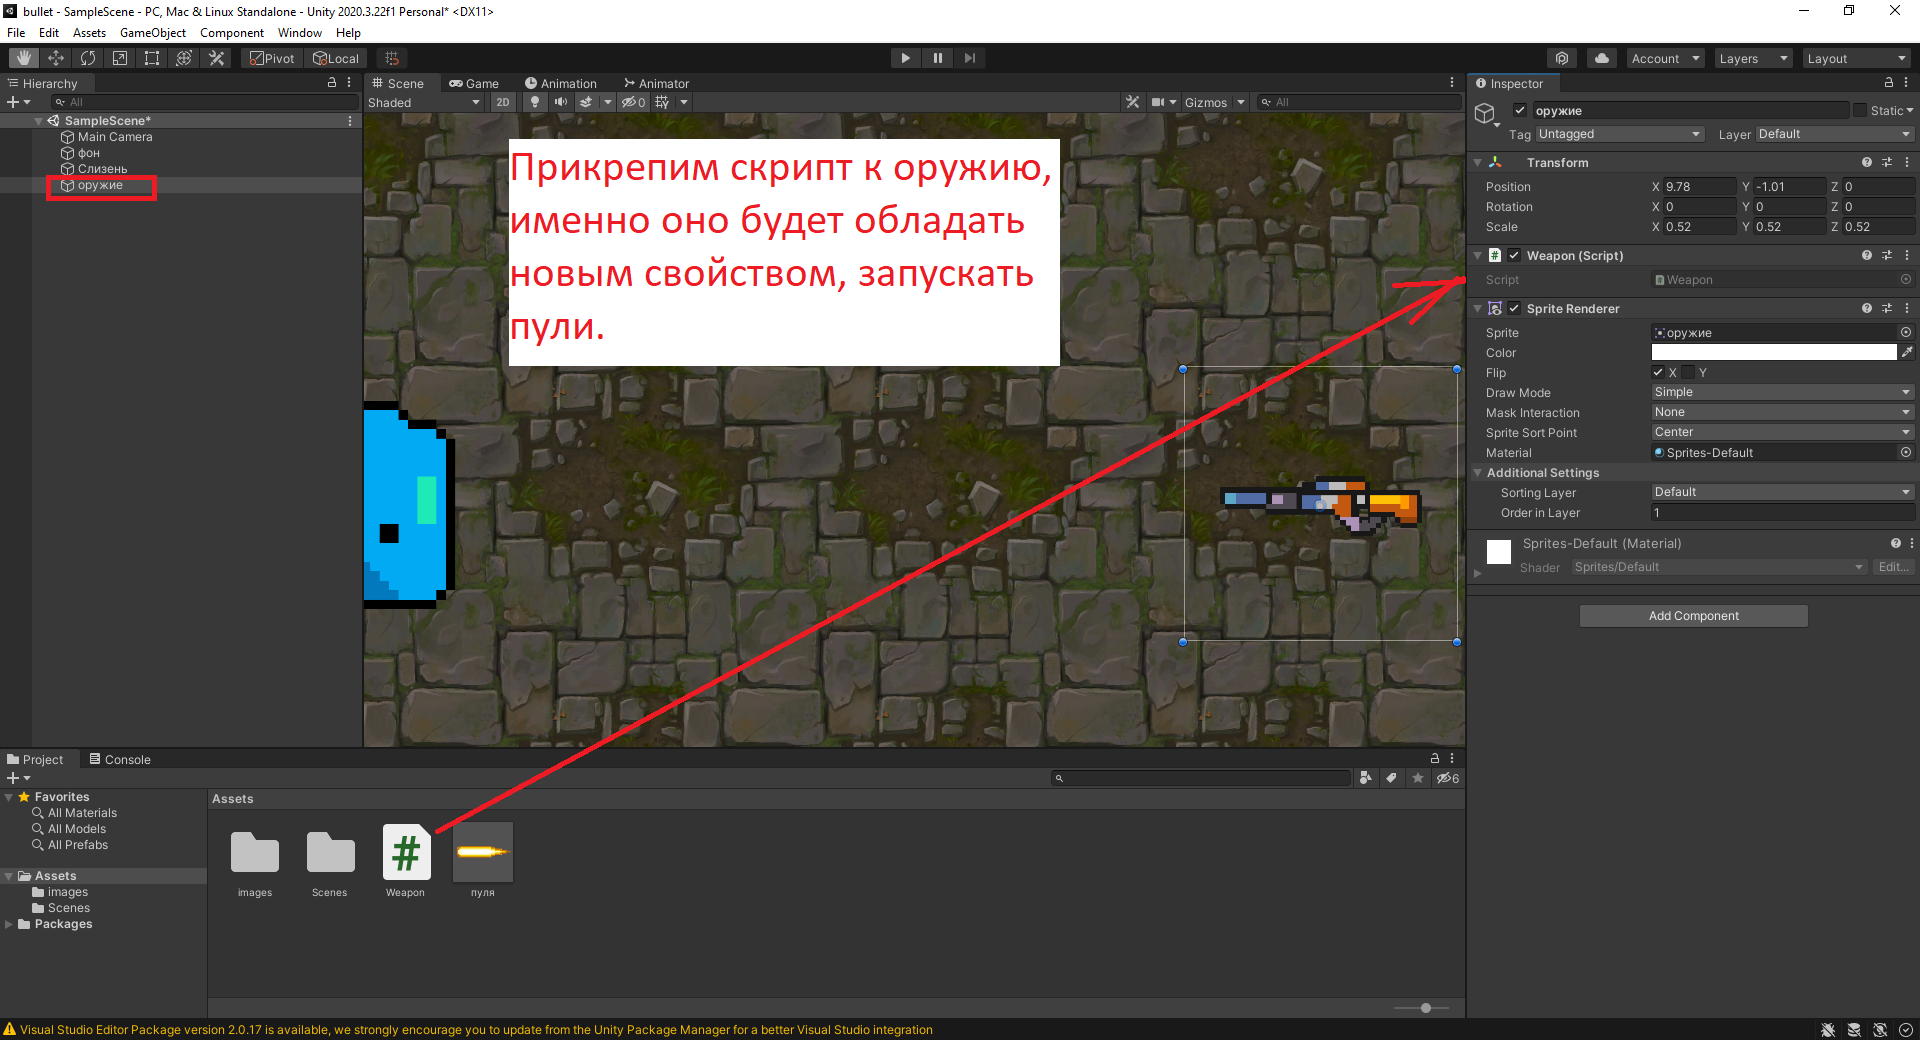 bullet - SampleScene - PC, Mac & Linux Standalone - Unity 2020.3.22f1 Personal* <DX11>
File Edit Assets GameObject Component Window Help
Pivot Local Account Layers Layout
Hierarchy
All
SampleScene*
Main Camera
фон
Слизень
оружие
Scene Game Animation Animator
Shaded 2D 0 Gizmos All
Прикрепим скрипт к оружию,
именно оно будет обладать
новым свойством, запускать
пули.
Inspector
оружие Static
Tag Untagged Layer Default
Transform
Position X 9.78 Y -1.01 Z 0
Rotation X 0 Y 0 Z 0
Scale X 0.52 Y 0.52 Z 0.52
# Weapon (Script)
Script Weapon
Sprite Renderer
Sprite оружие
Color
Flip X Y
Draw Mode Simple
Mask Interaction None
Sprite Sort Point Center
Material Sprites-Default
Additional Settings
Sorting Layer Default
Order in Layer 1
Sprites-Default (Material)
Shader Sprites/Default Edit...
Add Component
Project Console
6
Favorites
All Materials
All Models
All Prefabs
Assets
images
Scenes
Packages
Assets
#
images Scenes Weapon пуля
Visual Studio Editor Package version 2.0.17 is available, we strongly encourage you to update from the Unity Package Manager for a better Visual Studio integration